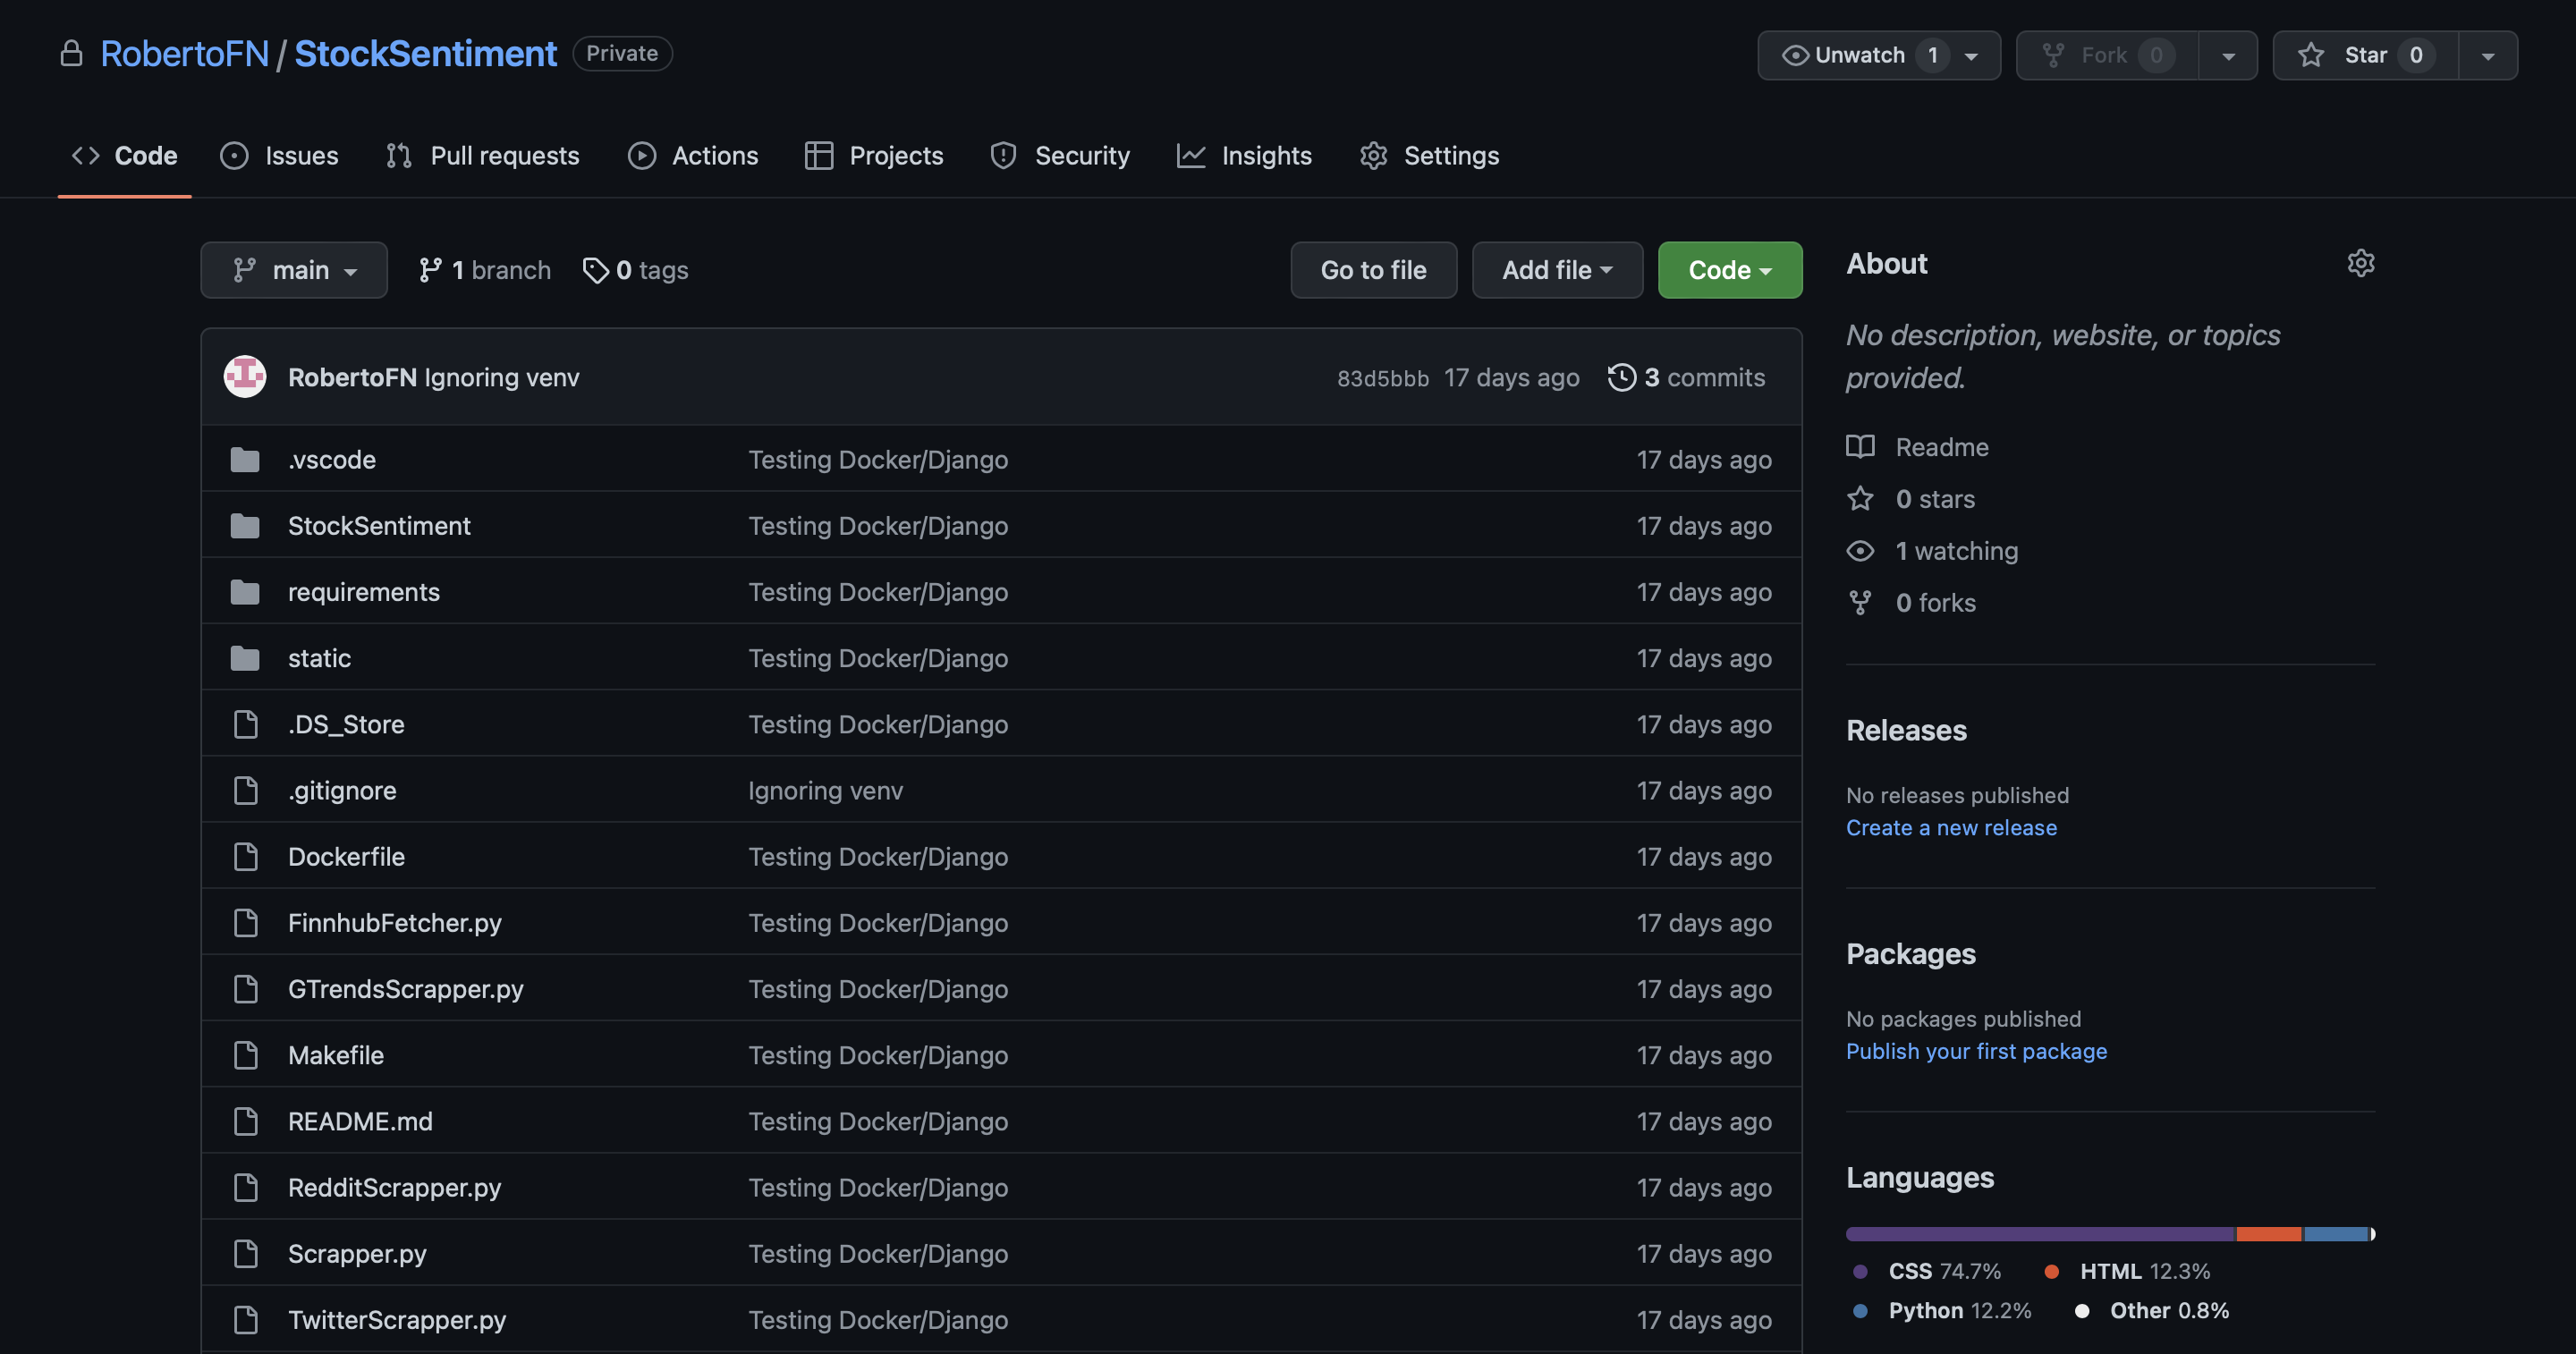 RobertoFN / StockSentiment Private
Unwatch 1 Fork 0 Star 0
Code Issues Pull requests Actions Projects Security Insights Settings
main 1 branch 0 tags Go to file Add file Code
RobertoFN Ignoring venv 83d5bbb 17 days ago 3 commits
.vscode Testing Docker/Django 17 days ago
StockSentiment Testing Docker/Django 17 days ago
requirements Testing Docker/Django 17 days ago
static Testing Docker/Django 17 days ago
.DS_Store Testing Docker/Django 17 days ago
.gitignore Ignoring venv 17 days ago
Dockerfile Testing Docker/Django 17 days ago
FinnhubFetcher.py Testing Docker/Django 17 days ago
GTrendsScrapper.py Testing Docker/Django 17 days ago
Makefile Testing Docker/Django 17 days ago
README.md Testing Docker/Django 17 days ago
RedditScrapper.py Testing Docker/Django 17 days ago
Scrapper.py Testing Docker/Django 17 days ago
TwitterScrapper.py Testing Docker/Django 17 days ago
About
No description, website, or topics
provided.
Readme
0 stars
1 watching
0 forks
Releases
No releases published
Create a new release
Packages
No packages published
Publish your first package
Languages
CSS 74.7% HTML 12.3%
Python 12.2% Other 0.8%